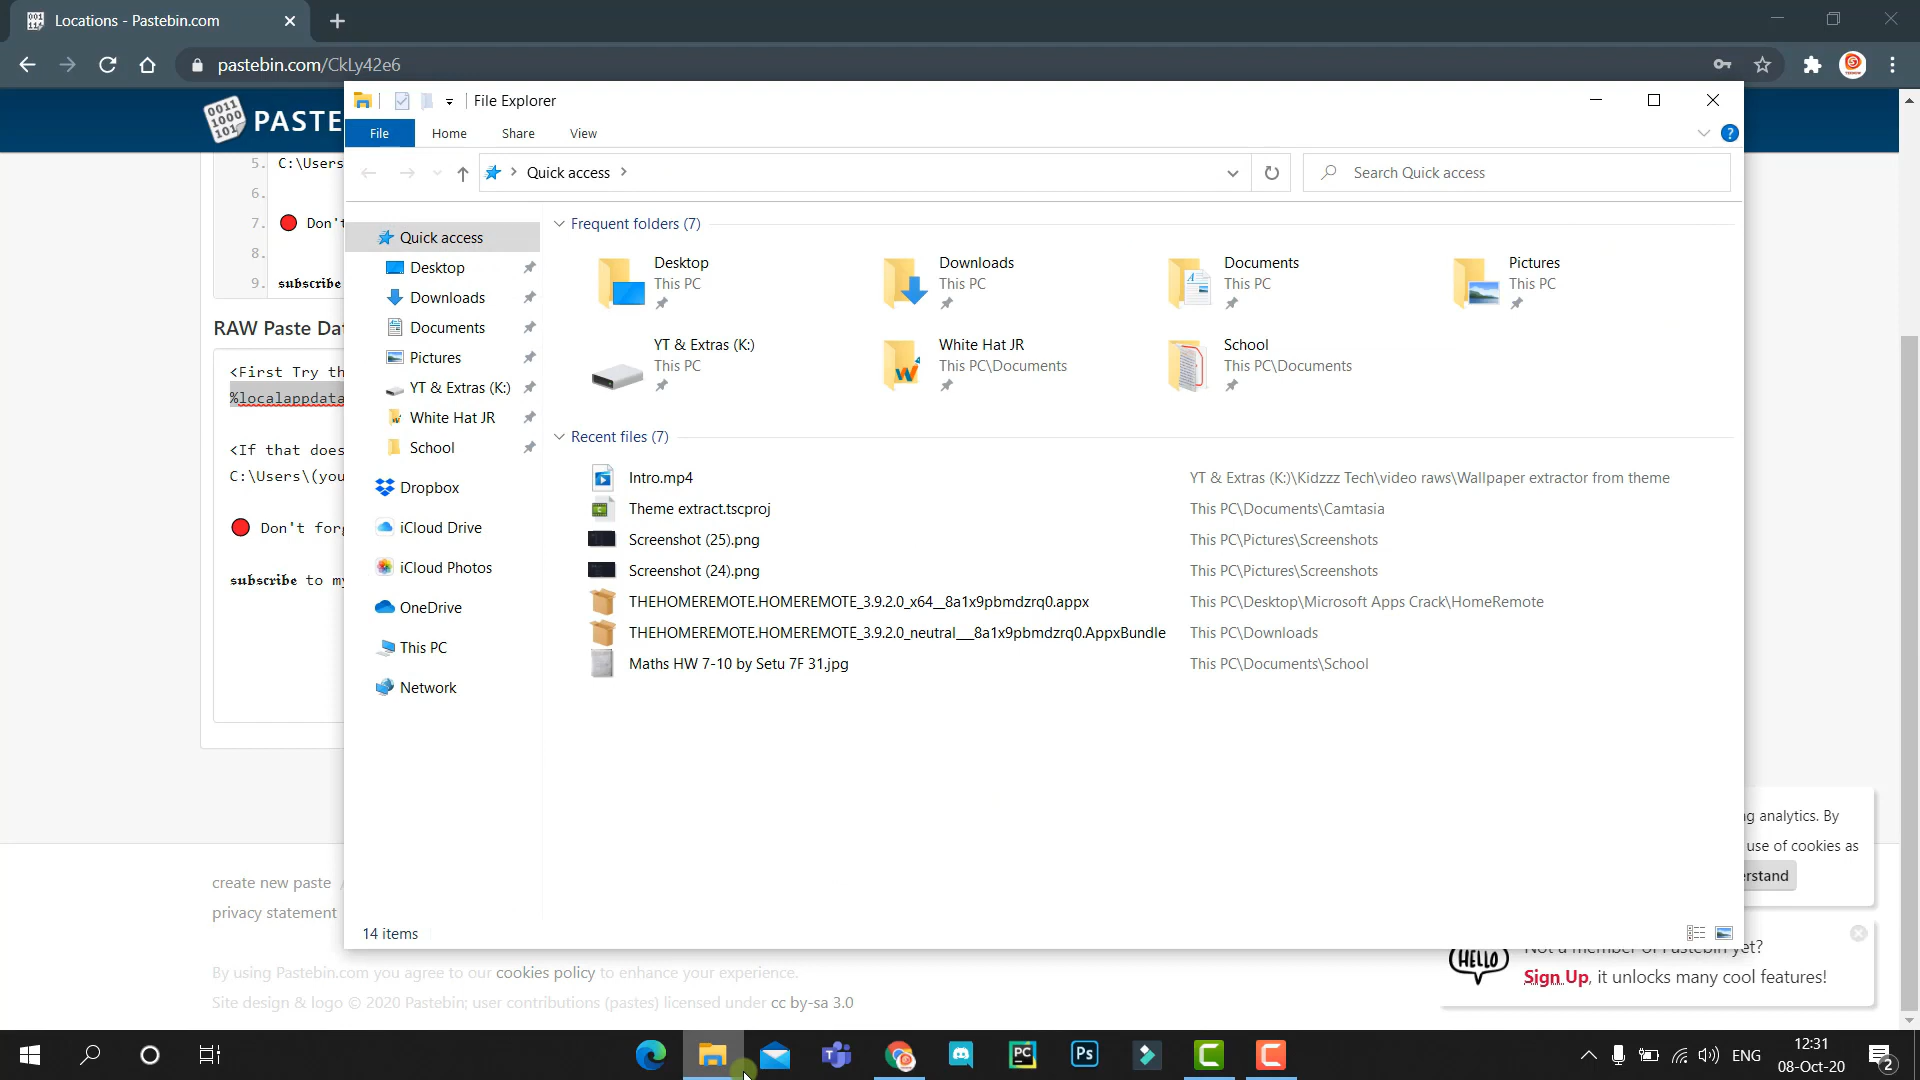 Locations - Pastebin.com
pastebin.com/CkLy42e6
PASTE
5. C:\Users
6.
7. Don't
8.
9. 𝖘𝖚𝖇𝖘𝖈𝖗𝖎𝖇𝖊
RAW Paste Da
<First Try th
%localappdata
<If that does
C:\Users\(you
Don't forg
𝖘𝖚𝖇𝖘𝖈𝖗𝖎𝖇𝖊 to my
File Explorer
File Home Share View
Quick access
Search Quick access
Quick access
Desktop
Downloads
Documents
Pictures
YT & Extras (K:)
White Hat JR
School
Dropbox
iCloud Drive
iCloud Photos
OneDrive
This PC
Network
Frequent folders (7)
Desktop
This PC
Downloads
This PC
Documents
This PC
Pictures
This PC
YT & Extras (K:)
This PC
White Hat JR
This PC\Documents
School
This PC\Documents
Recent files (7)
Intro.mp4 YT & Extras (K:)\Kidzzz Tech\video raws\Wallpaper extractor from theme
Theme extract.tscproj This PC\Documents\Camtasia
Screenshot (25).png This PC\Pictures\Screenshots
Screenshot (24).png This PC\Pictures\Screenshots
THEHOMEREMOTE.HOMEREMOTE_3.9.2.0_x64__8a1x9pbmdzrq0.appx This PC\Desktop\Microsoft Apps Crack\HomeRemote
THEHOMEREMOTE.HOMEREMOTE_3.9.2.0_neutral___8a1x9pbmdzrq0.AppxBundle This PC\Downloads
Maths HW 7-10 by Setu 7F 31.jpg This PC\Documents\School
14 items
ng analytics. By
use of cookies as
erstand
create new paste /
privacy statement
By using Pastebin.com you agree to our cookies policy to enhance your experience.
Site design & logo © 2020 Pastebin; user contributions (pastes) licensed under cc by-sa 3.0
HELLO
Not a member of Pastebin yet?
Sign Up, it unlocks many cool features!
ENG
12:31
08-Oct-20
2